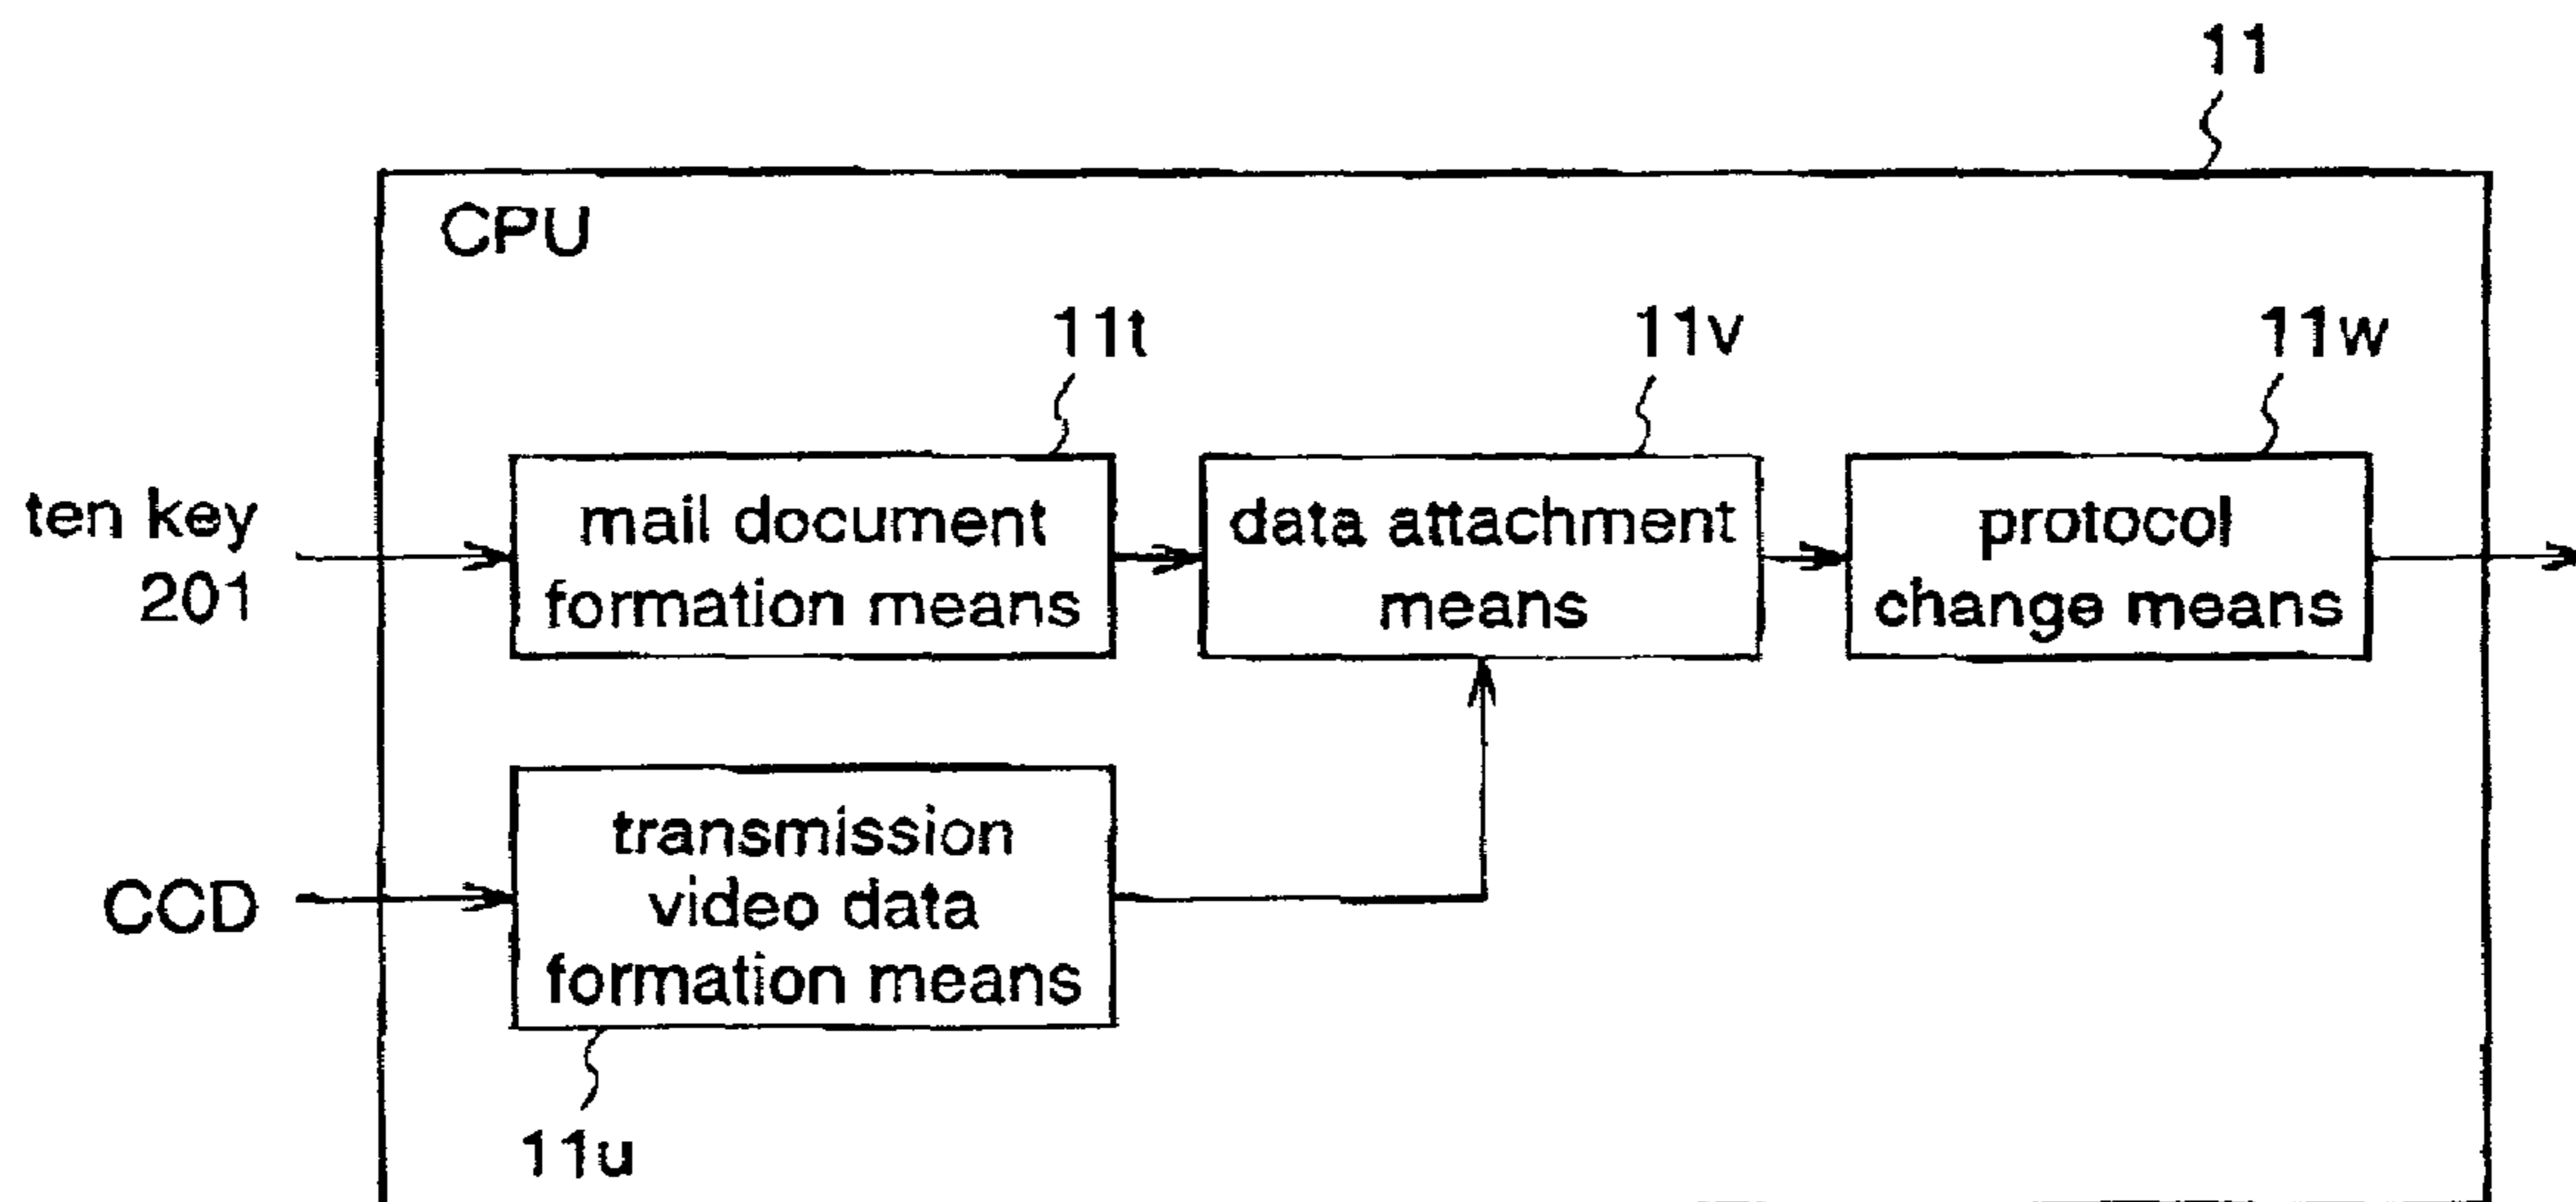 11
CPU
11t
11v
11w
ten key
201
mail document
formation means
data attachment
means
protocol
change means
CCD
transmission
video data
formation means
11u